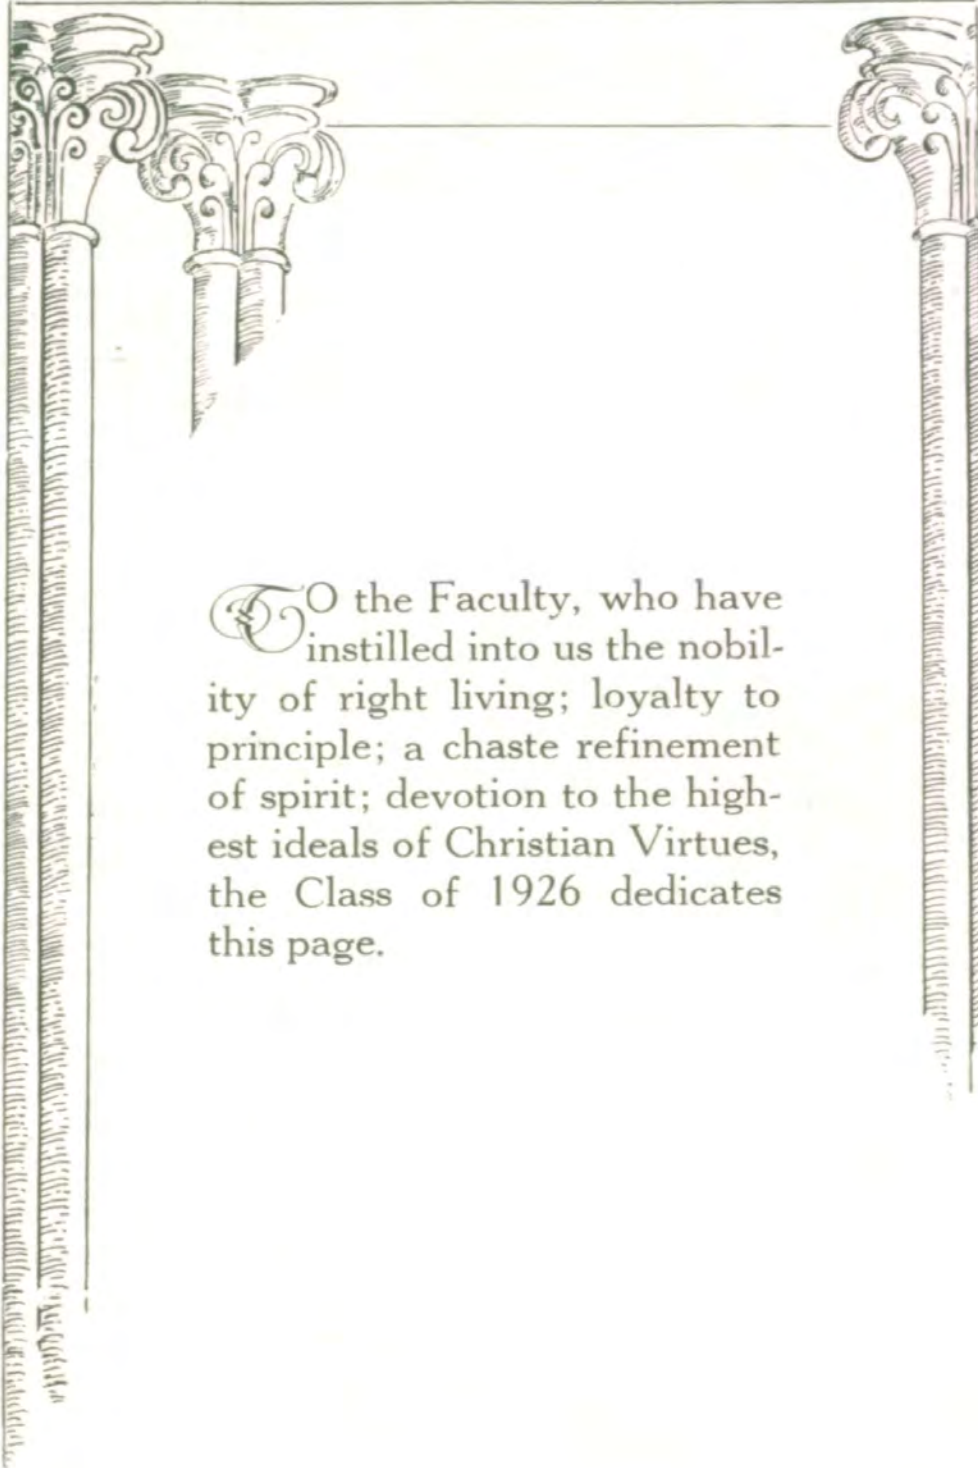 TO the Faculty, who have
instilled into us the nobil-
ity of right living; loyalty to
principle; a chaste refinement
of spirit; devotion to the high-
est ideals of Christian Virtues,
the Class of 1926 dedicates
this page.